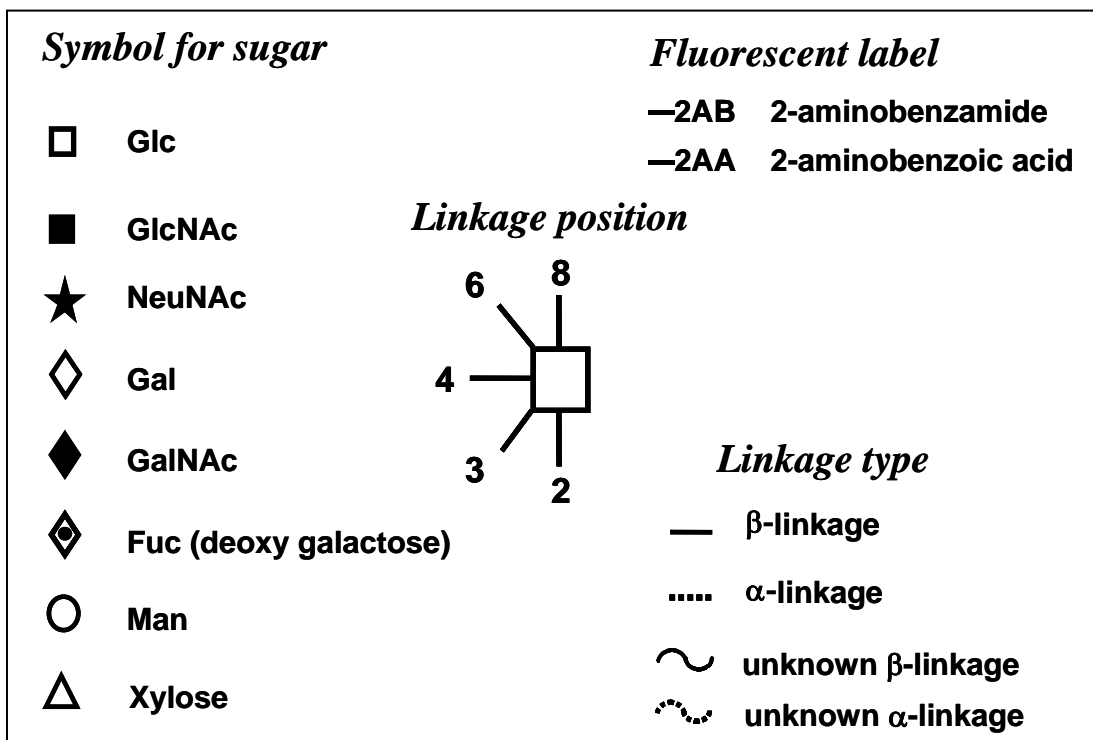 Symbol for sugar
Glc
GlcNAc
NeuNAc
Gal
GalNAc
Fuc (deoxy galactose)
Man
Xylose
Fluorescent label
—2AB 2-aminobenzamide
—2AA 2-aminobenzoic acid
Linkage position
8
6
4
3
2
Linkage type
β-linkage
α-linkage
unknown β-linkage
unknown α-linkage